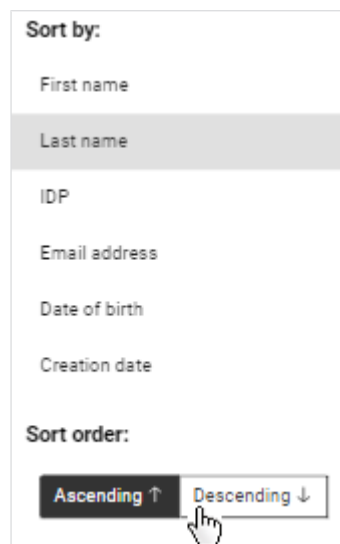 Sort by:
First name
Last name
IDP
Email address
Date of birth
Creation date
Sort order:
Ascending ↑ Descending ↓